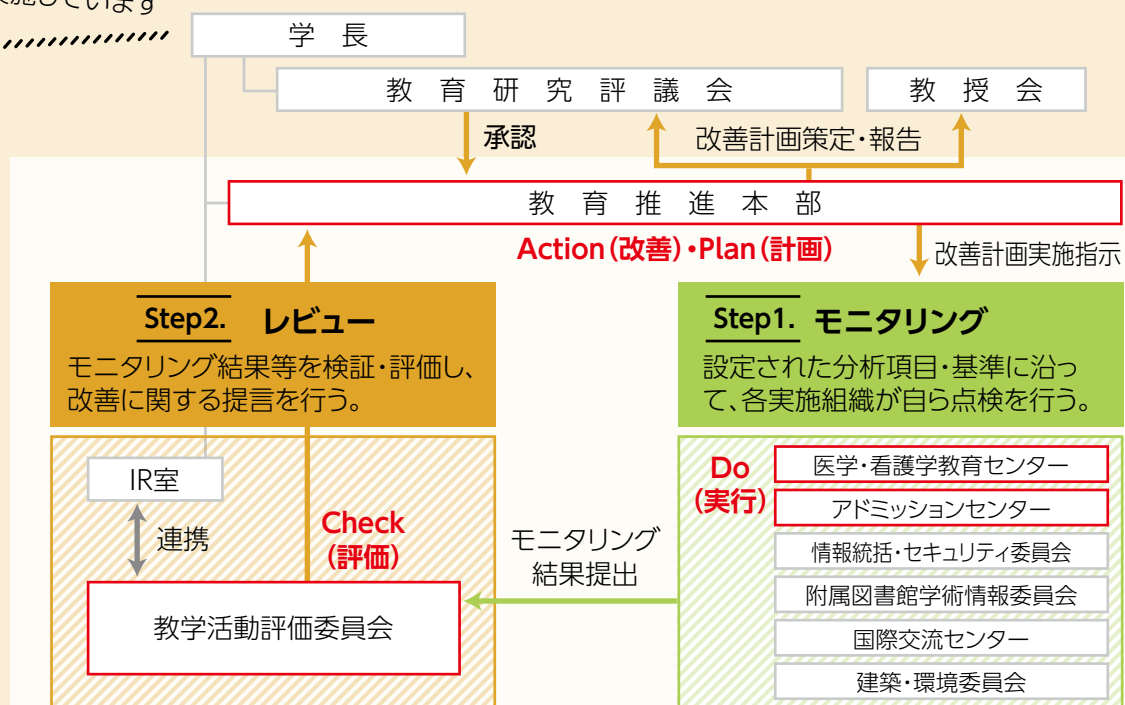 実施しています
学長
教育研究評議会
教授会
承認
改善計画策定・報告
教育推進本部
Action(改善)・Plan(計画)
改善計画実施指示
Step2. レビュー
モニタリング結果等を検証・評価し、
改善に関する提言を行う。
Step1. モニタリング
設定された分析項目・基準に沿っ
て、各実施組織が自ら点検を行う。
IR室
連携
Check
(評価)
教学活動評価委員会
モニタリング
結果提出
Do
(実行)
医学・看護学教育センター
アドミッションセンター
情報統括・セキュリティ委員会
附属図書館学術情報委員会
国際交流センター
建築・環境委員会